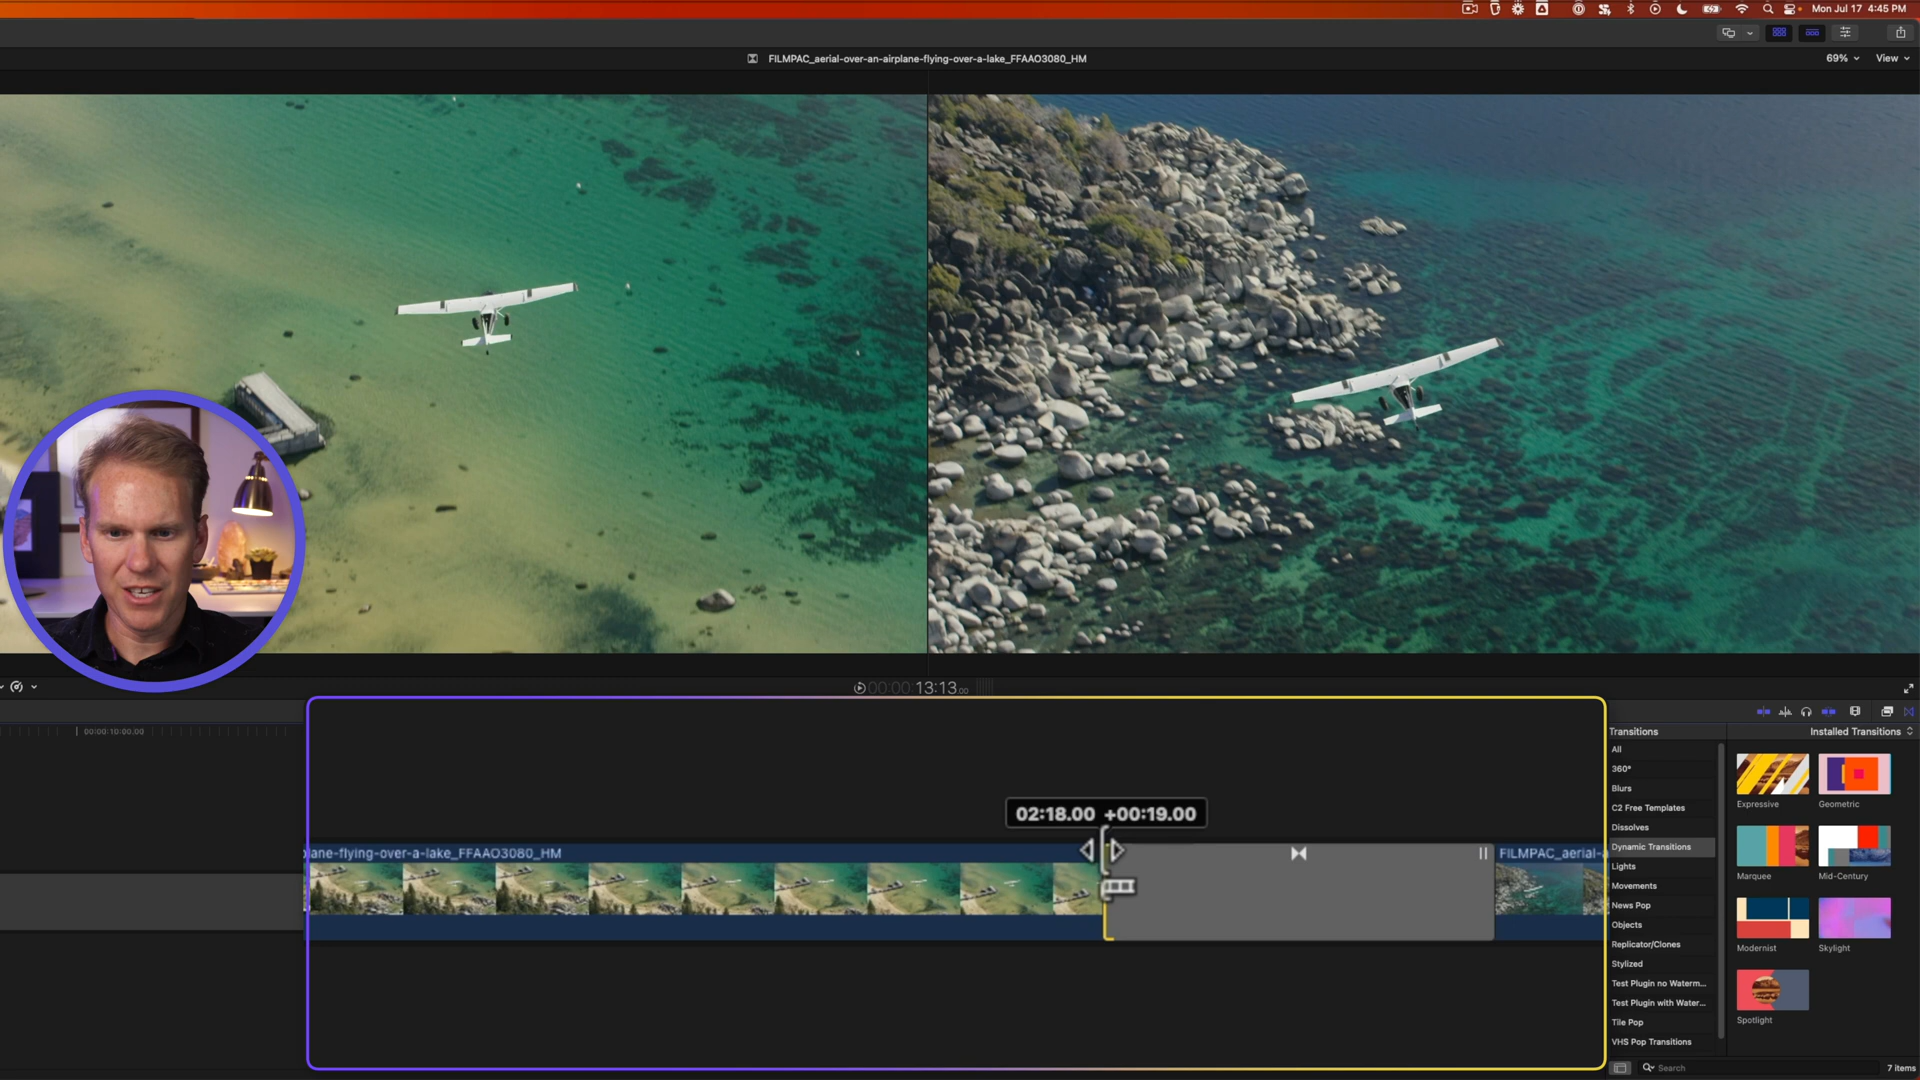 Mon Jul 17 4:45 PM
FILMPAC_aerial-over-an-airplane-flying-over-a-lake_FFAAO3080_HM
69%
View
00:00:13:13.00
00:00:10:00.00
Transitions
Installed Transitions
All
360°
Blurs
C2 Free Templates
Dissolves
Dynamic Transitions
Lights
Movements
News Pop
Objects
Replicator/Clones
Stylized
Test Plugin no Waterm...
Test Plugin with Water...
Tile Pop
VHS Pop Transitions
Expressive
Geometric
Marquee
Mid-Century
Modernist
Skylight
Spotlight
02:18.00 +00:19.00
lane-flying-over-a-lake_FFAAO3080_HM
FILMPAC_aerial-
Search
7 items